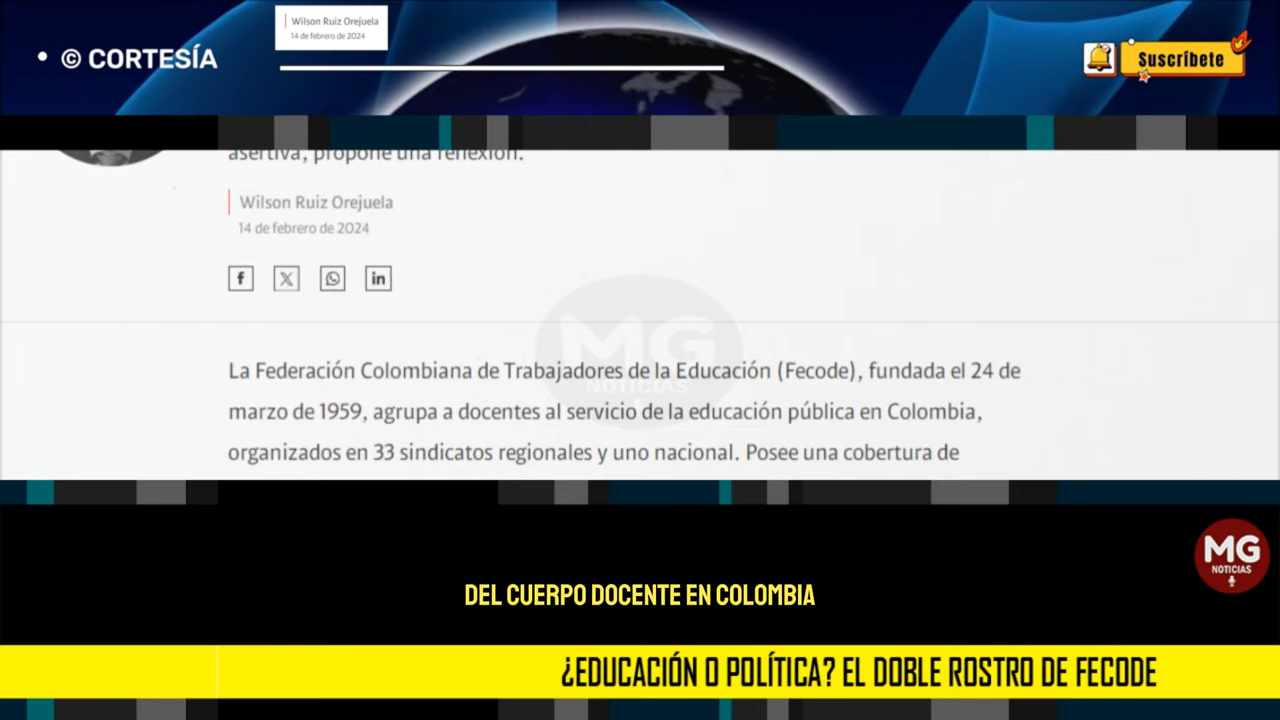 Wilson Ruiz Orejuela
14 de febrero de 2024
• © CORTESÍA
Suscríbete
asertiva, propone una reflexión.
Wilson Ruiz Orejuela
14 de febrero de 2024
La Federación Colombiana de Trabajadores de la Educación (Fecode), fundada el 24 de
marzo de 1959, agrupa a docentes al servicio de la educación pública en Colombia,
organizados en 33 sindicatos regionales y uno nacional. Posee una cobertura de
MG
NOTICIAS
MG
NOTICIAS
DEL CUERPO DOCENTE EN COLOMBIA
¿EDUCACIÓN O POLÍTICA? EL DOBLE ROSTRO DE FECODE